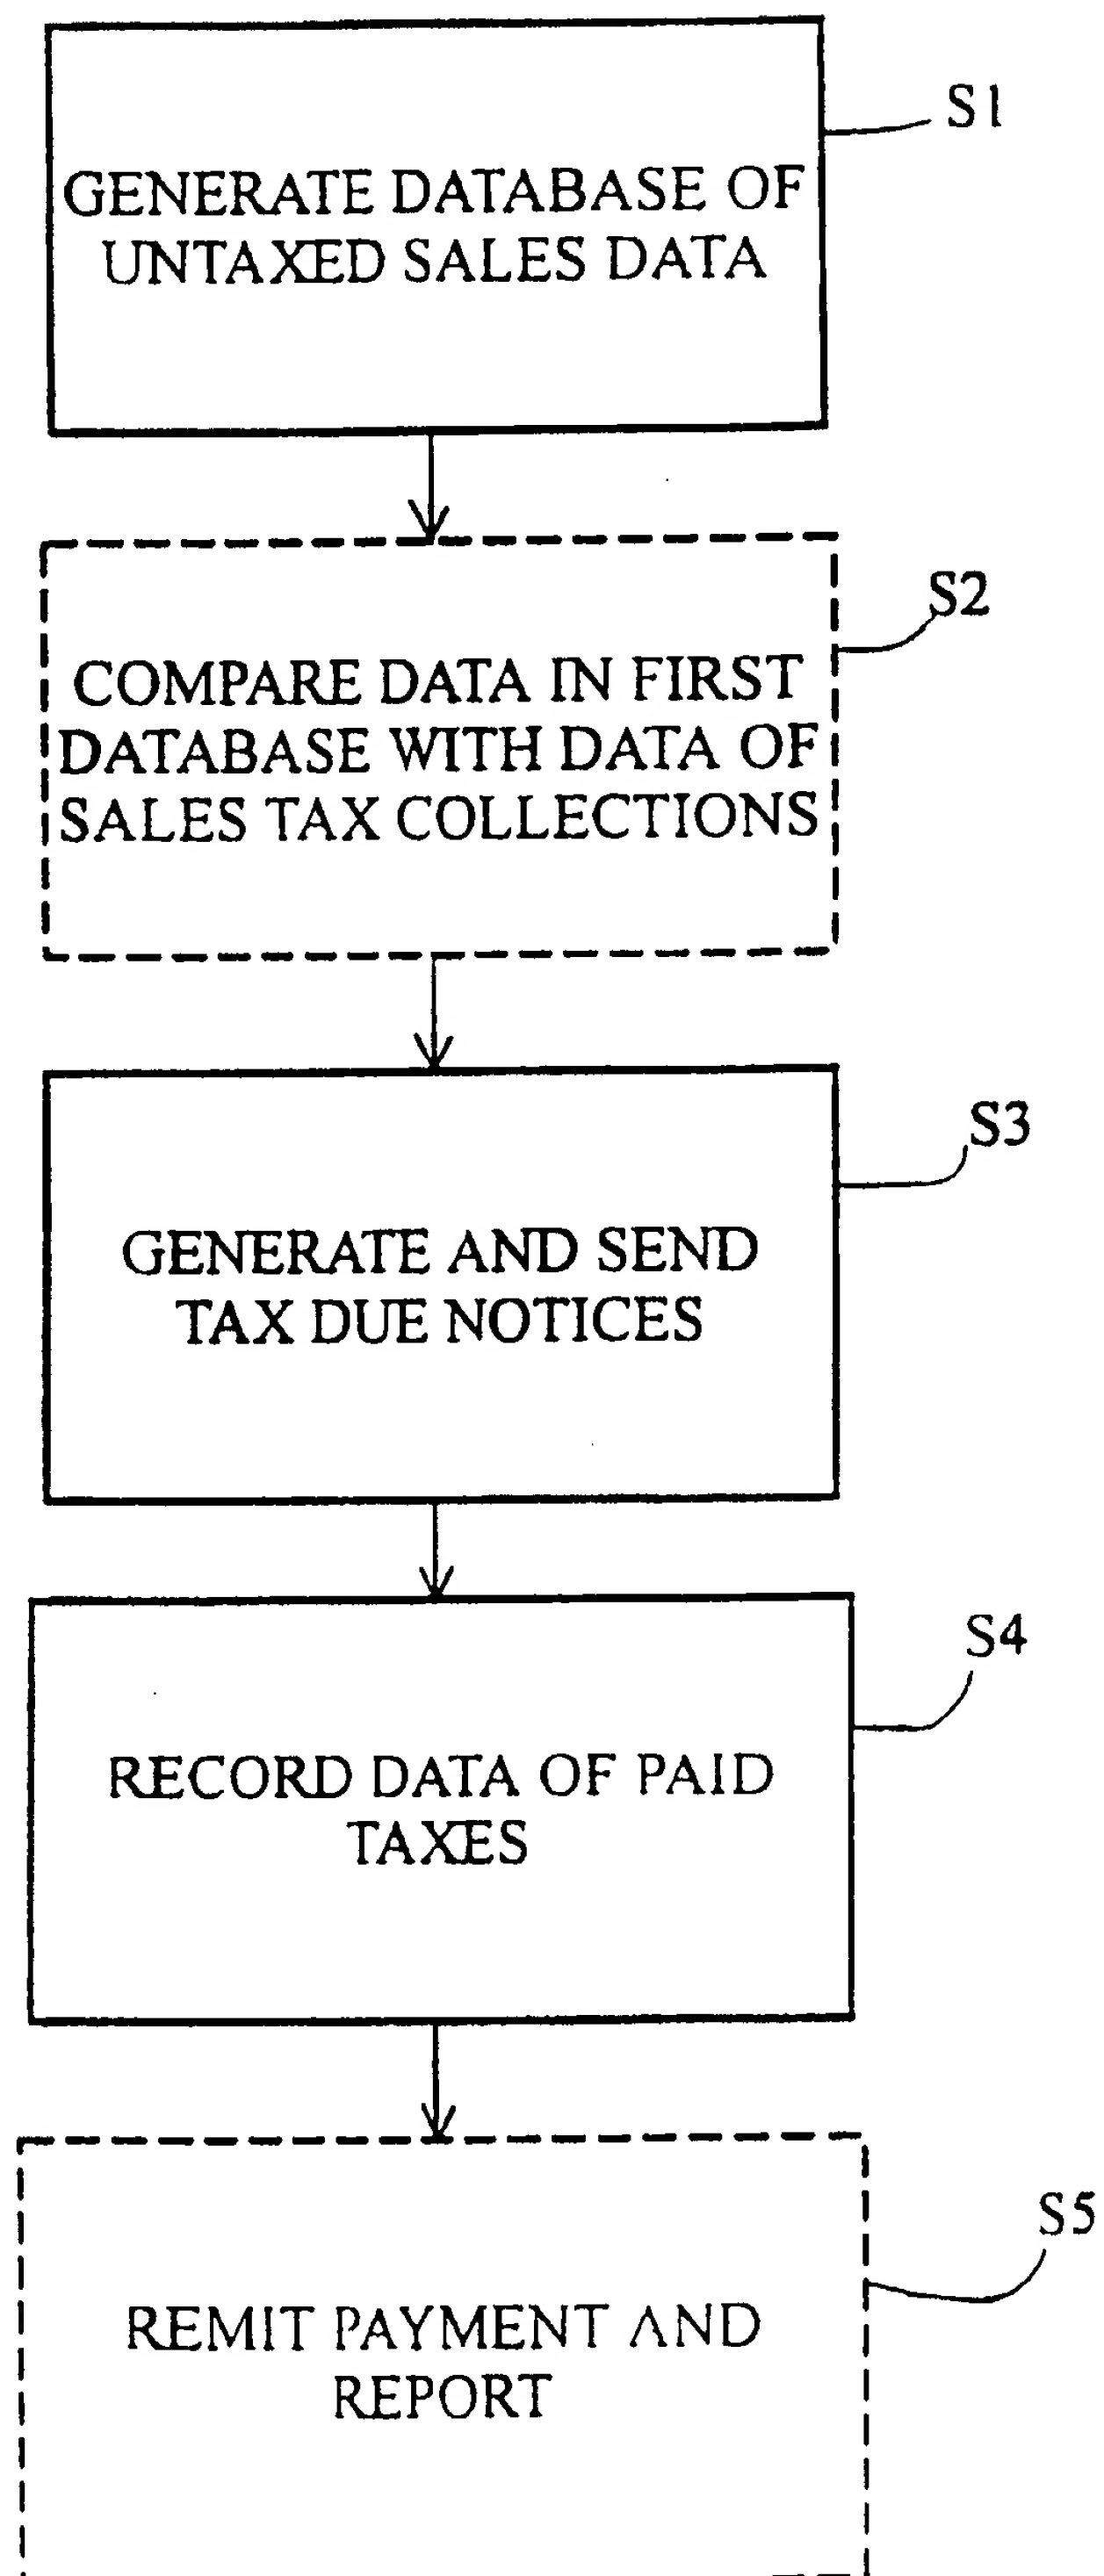 S1
GENERATE DATABASE OF
UNTAXED SALES DATA
S2
COMPARE DATA IN FIRST
DATABASE WITH DATA OF
SALES TAX COLLECTIONS
S3
GENERATE AND SEND
TAX DUE NOTICES
S4
RECORD DATA OF PAID
TAXES
S5
REMIT PAYMENT AND
REPORT